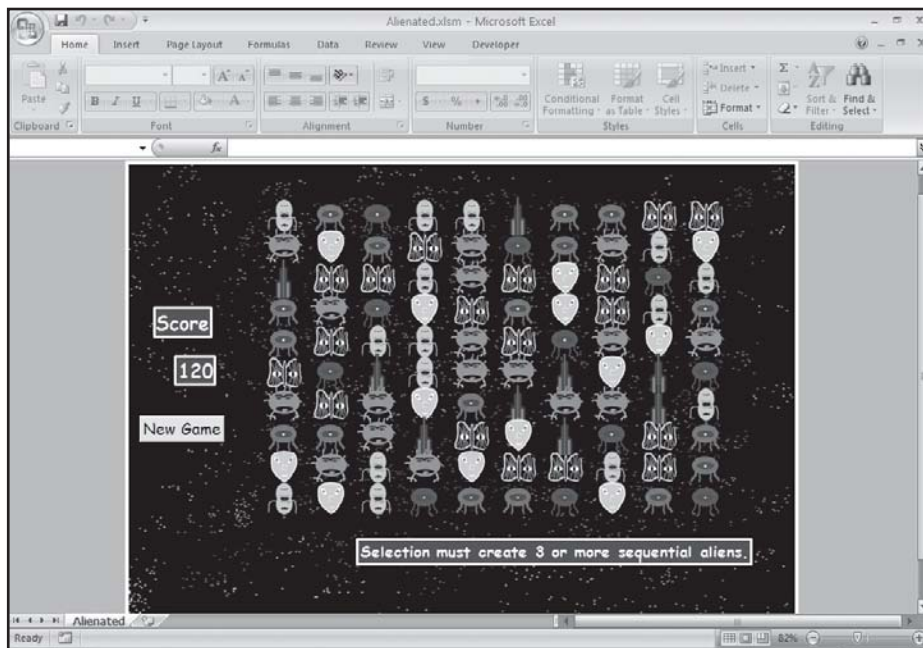 Alienated.xlsm - Microsoft Excel
Home Insert Page Layout Formulas Data Review View Developer
Paste
B I U A A A
$ % ,
Conditional Formatting Format as Table Cell Styles
Insert
Delete
Format
Σ
Sort & Filter Find & Select
Clipboard Font Alignment Number Styles Cells Editing
fx
Score
120
New Game
Selection must create 3 or more sequential aliens.
Alienated
Ready 82%